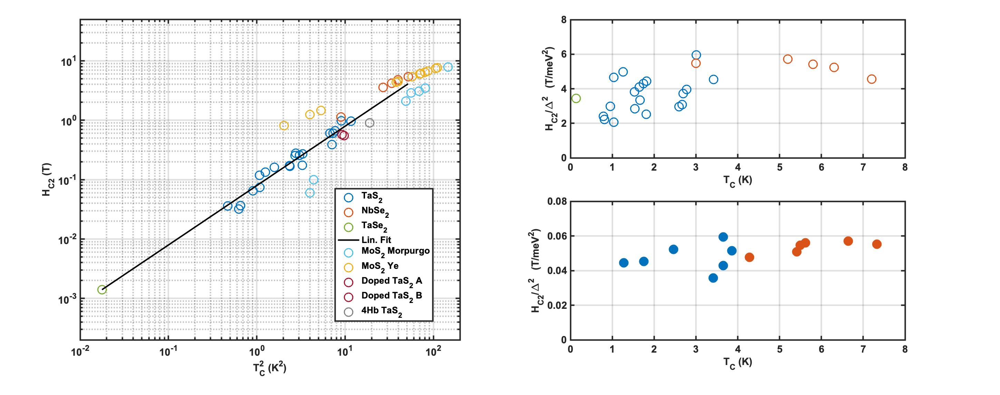 10^1
10^0
10^-1
10^-2
10^-3
H_C2 (T)
10^-2 10^-1 10^0 10^1 10^2
T_C^2 (K^2)
TaS_2
NbSe_2
TaSe_2
Lin. Fit
MoS_2 Morpurgo
MoS_2 Ye
Doped TaS_2 A
Doped TaS_2 B
4Hb TaS_2
8
6
4
2
0
H_C2/Δ^2 (T/meV^2)
0 1 2 3 4 5 6 7 8
T_C (K)
0.08
0.06
0.04
0.02
0
H_C2/Δ^2 (T/meV^2)
0 1 2 3 4 5 6 7 8
T_C (K)